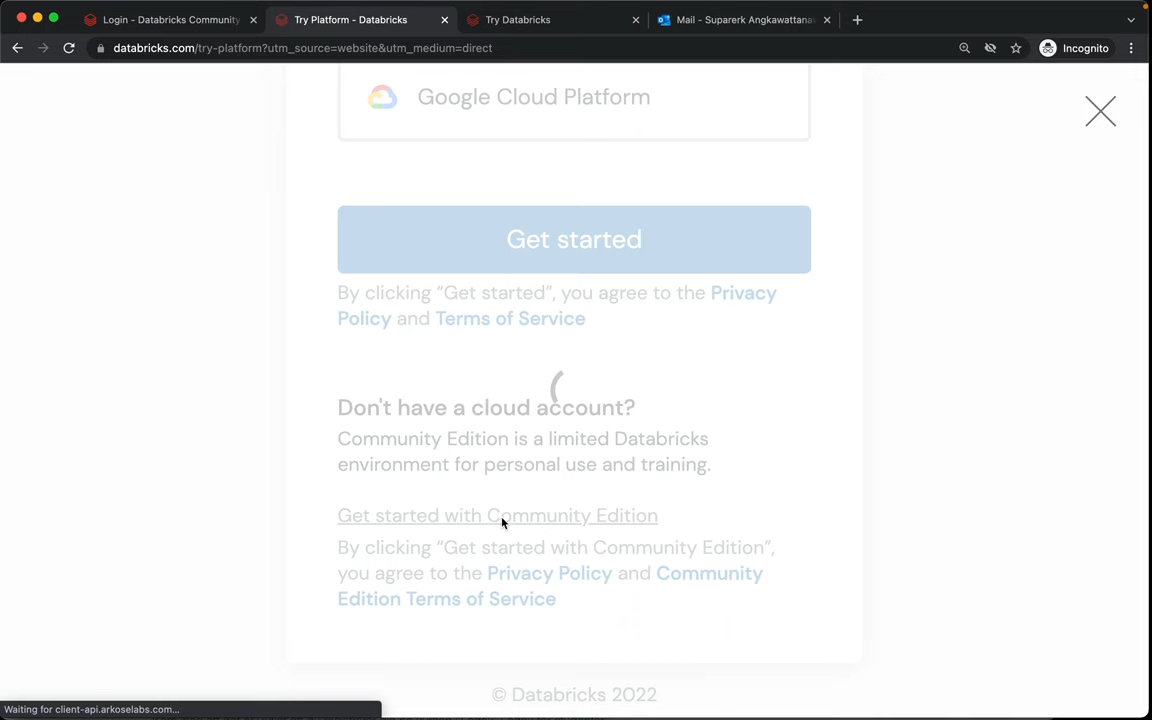 Login - Databricks Community
Try Platform - Databricks
Try Databricks
Mail - Suparerk Angkawattana
databricks.com/try-platform?utm_source=website&utm_medium=direct
Incognito
Google Cloud Platform
Get started
By clicking “Get started”, you agree to the Privacy
Policy and Terms of Service
Don't have a cloud account?
Community Edition is a limited Databricks
environment for personal use and training.
Get started with Community Edition
By clicking “Get started with Community Edition”,
you agree to the Privacy Policy and Community
Edition Terms of Service
© Databricks 2022
Waiting for client-api.arkoselabs.com...